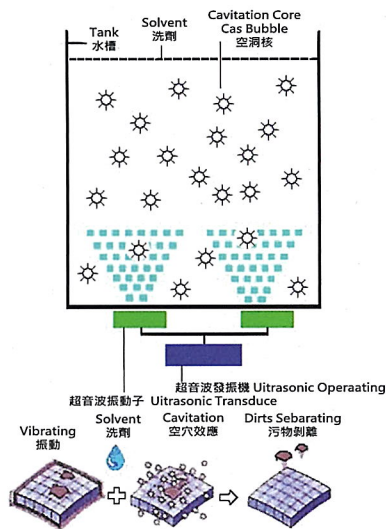 Tank
水槽
Solvent
洗劑
Cavitation Core
Cas Bubble
空洞核
超音波發振機 Uitrasonic Operaating
超音波振動子 Uitrasonic Transduce
Vibrating
振動
Solvent
洗劑
Cavitation
空穴效應
Dirts Sebarating
污物剝離